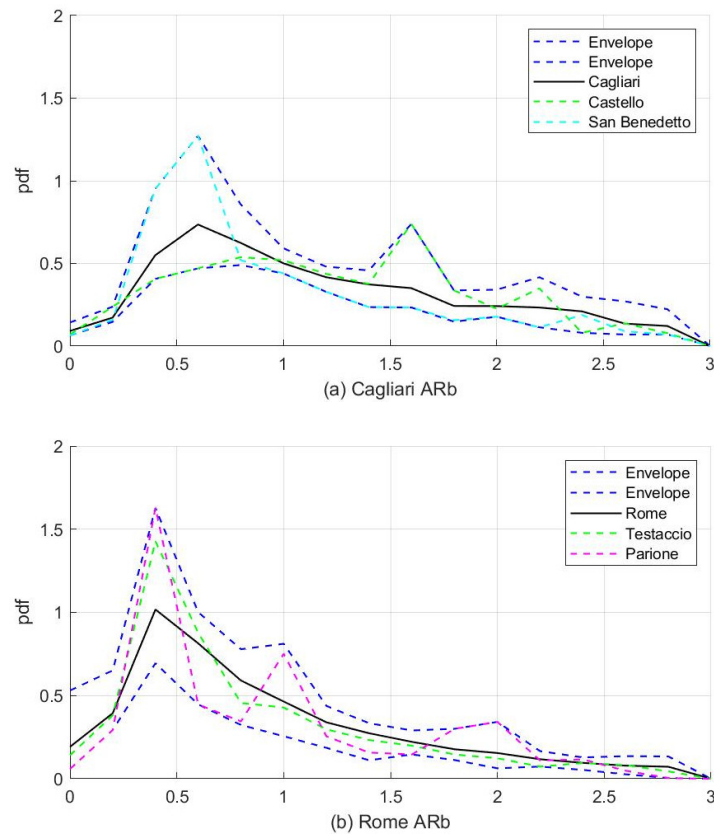 2
1.5
1
0.5
0
pdf
Envelope
Envelope
Cagliari
Castello
San Benedetto
0 0.5 1 1.5 2 2.5 3
(a) Cagliari ARb
2
1.5
1
0.5
0
pdf
Envelope
Envelope
Rome
Testaccio
Parione
0 0.5 1 1.5 2 2.5 3
(b) Rome ARb